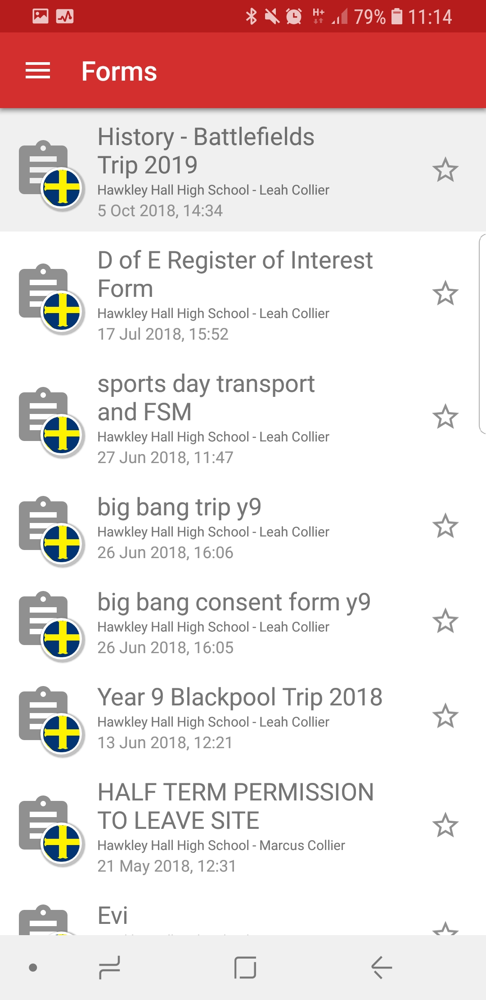 H+ 79% 11:14
Forms
History - Battlefields
Trip 2019
Hawkley Hall High School - Leah Collier
5 Oct 2018, 14:34
D of E Register of Interest
Form
Hawkley Hall High School - Leah Collier
17 Jul 2018, 15:52
sports day transport
and FSM
Hawkley Hall High School - Leah Collier
27 Jun 2018, 11:47
big bang trip y9
Hawkley Hall High School - Leah Collier
26 Jun 2018, 16:06
big bang consent form y9
Hawkley Hall High School - Leah Collier
26 Jun 2018, 16:05
Year 9 Blackpool Trip 2018
Hawkley Hall High School - Leah Collier
13 Jun 2018, 12:21
HALF TERM PERMISSION
TO LEAVE SITE
Hawkley Hall High School - Marcus Collier
21 May 2018, 12:31
Evi